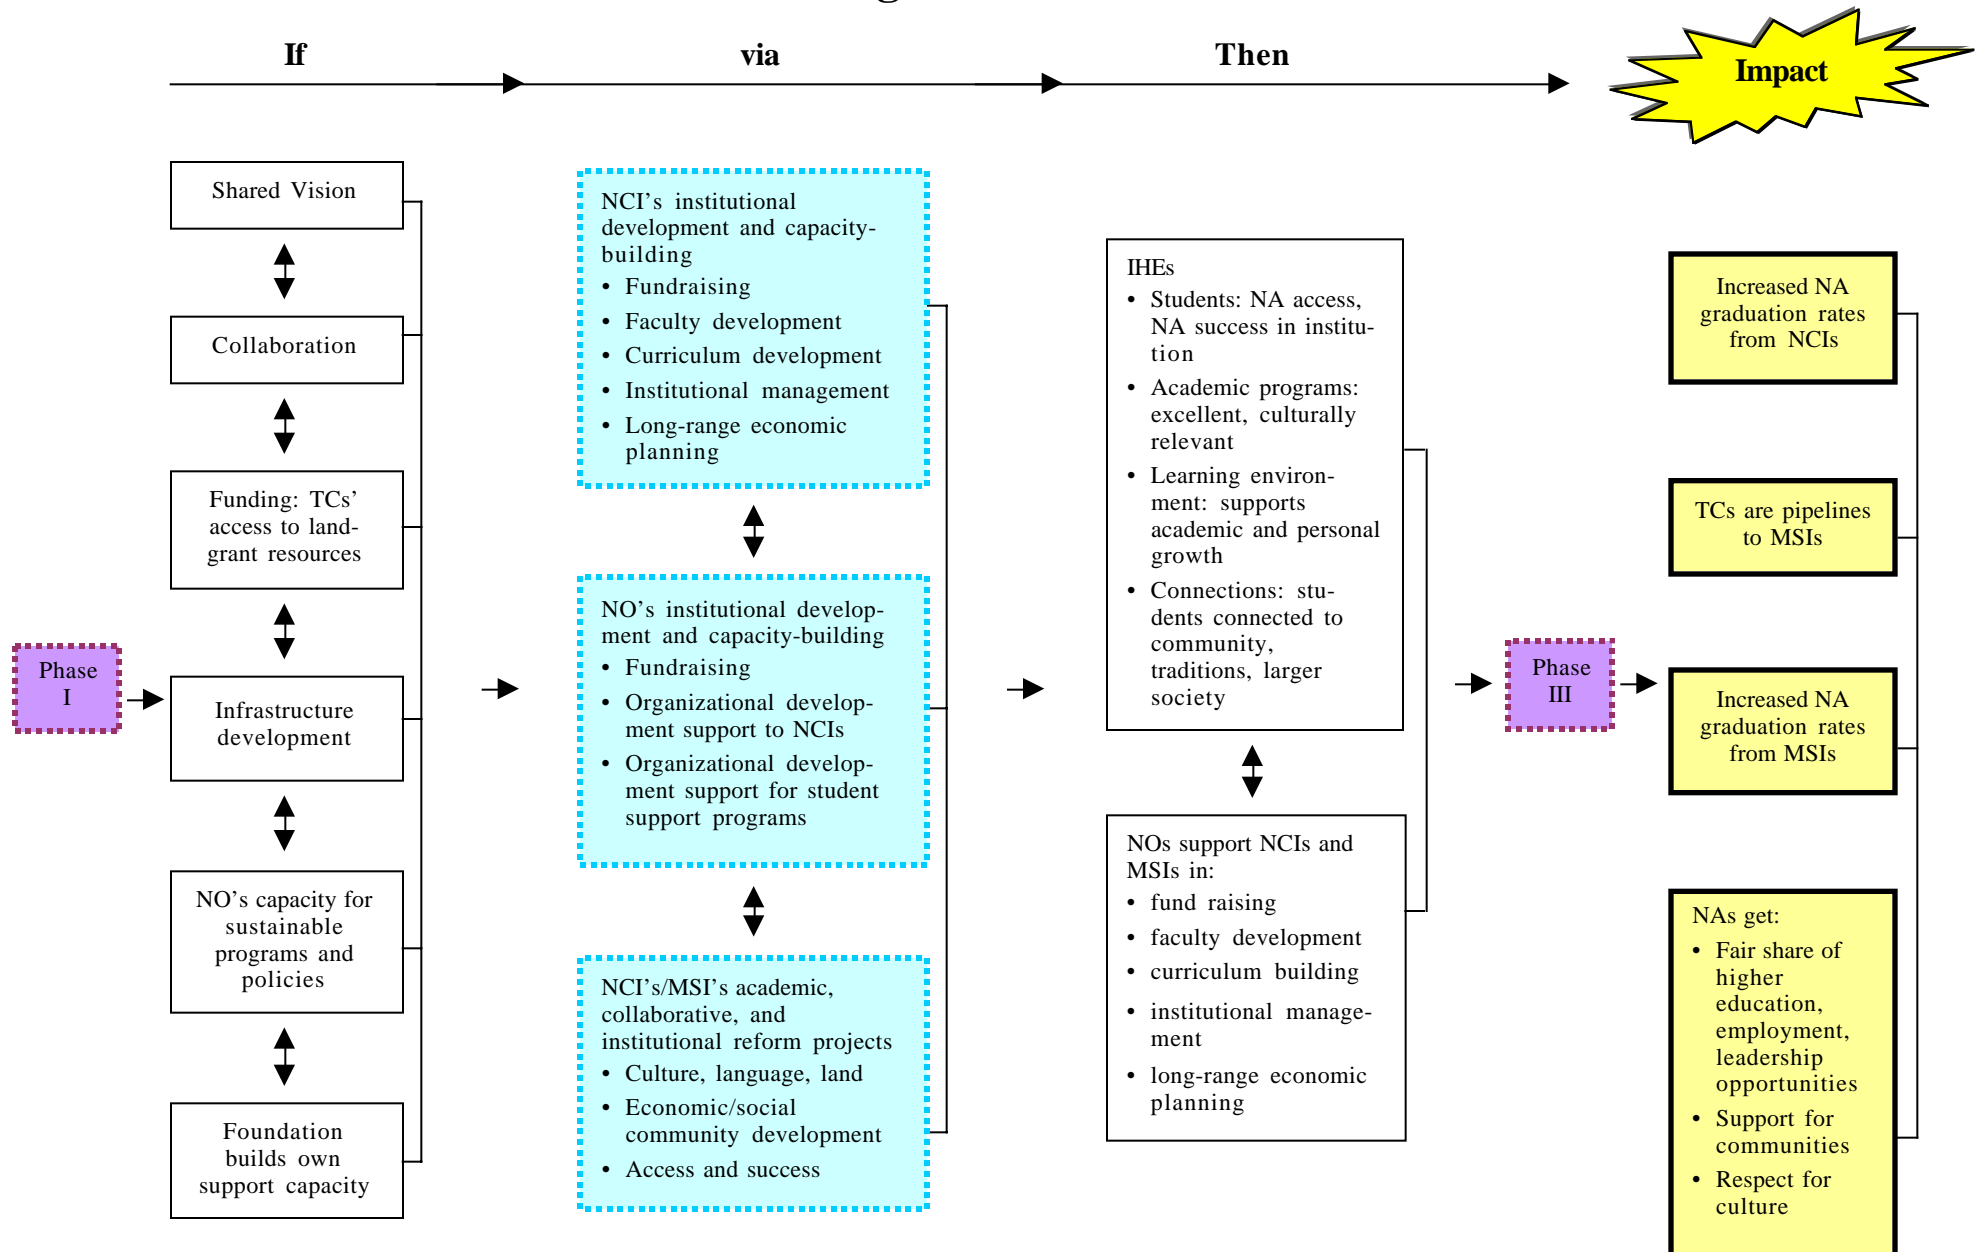 If
via
Then
Impact
Shared Vision
Collaboration
Funding: TCs’
access to land-
grant resources
Phase
I
Infrastructure
development
NO’s capacity for
sustainable
programs and
policies
Foundation
builds own
support capacity
NCI’s institutional
development and capacity-
building
• Fundraising
• Faculty development
• Curriculum development
• Institutional management
• Long-range economic
planning
NO’s institutional develop-
ment and capacity-building
• Fundraising
• Organizational develop-
ment support to NCIs
• Organizational develop-
ment support for student
support programs
NCI’s/MSI’s academic,
collaborative, and
institutional reform projects
• Culture, language, land
• Economic/social
community development
• Access and success
IHEs
• Students: NA access,
NA success in institu-
tion
• Academic programs:
excellent, culturally
relevant
• Learning environ-
ment: supports
academic and personal
growth
• Connections: stu-
dents connected to
community,
traditions, larger
society
NOs support NCIs and
MSIs in:
• fund raising
• faculty development
• curriculum building
• institutional manage-
ment
• long-range economic
planning
Phase
III
Increased NA
graduation rates
from NCIs
TCs are pipelines
to MSIs
Increased NA
graduation rates
from MSIs
NAs get:
• Fair share of
higher
education,
employment,
leadership
opportunities
• Support for
communities
• Respect for
culture